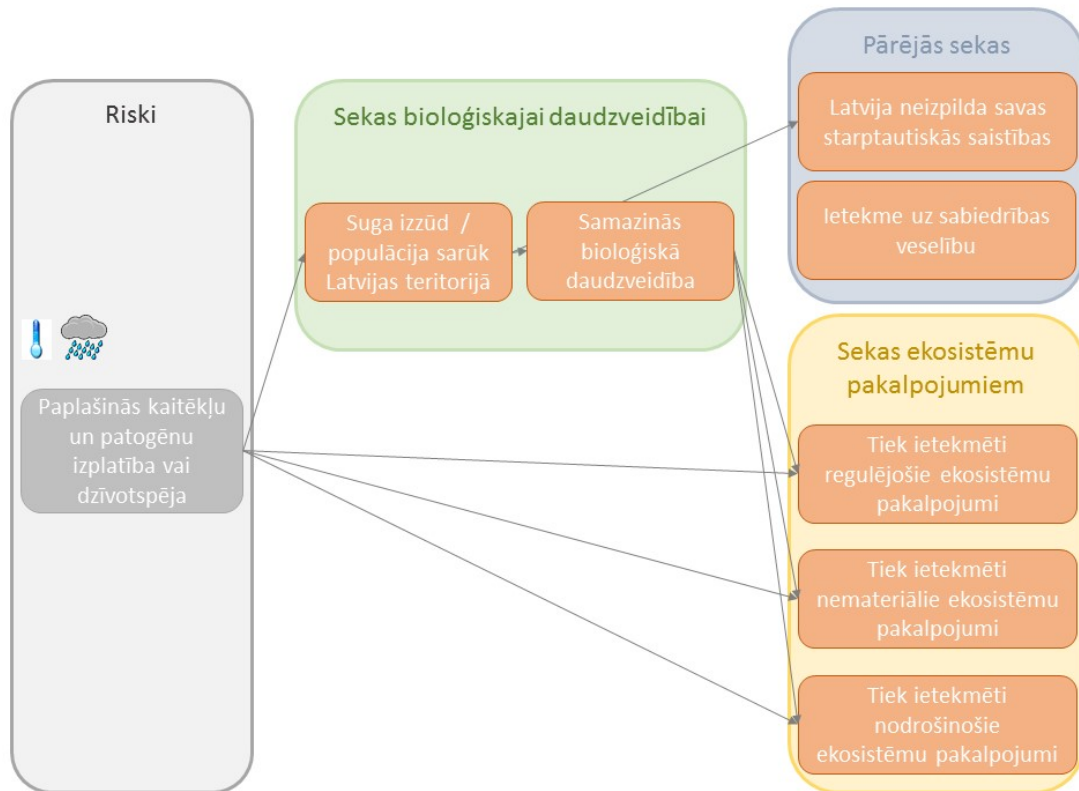 Riski
Paplašinās kaitēkļu
un patogēnu
izplatība vai
dzīvotspēja
Sekas bioloģiskajai daudzveidībai
Suga izzūd /
populācija sarūk
Latvijas teritorijā
Samazinās
bioloģiskā
daudzveidība
Pārējās sekas
Latvija neizpilda savas
starptautiskās saistības
Ietekme uz sabiedrības
veselību
Sekas ekosistēmu
pakalpojumiem
Tiek ietekmēti
regulējošie ekosistēmu
pakalpojumi
Tiek ietekmēti
nemateriālie ekosistēmu
pakalpojumi
Tiek ietekmēti
nodrošinošie
ekosistēmu pakalpojumi